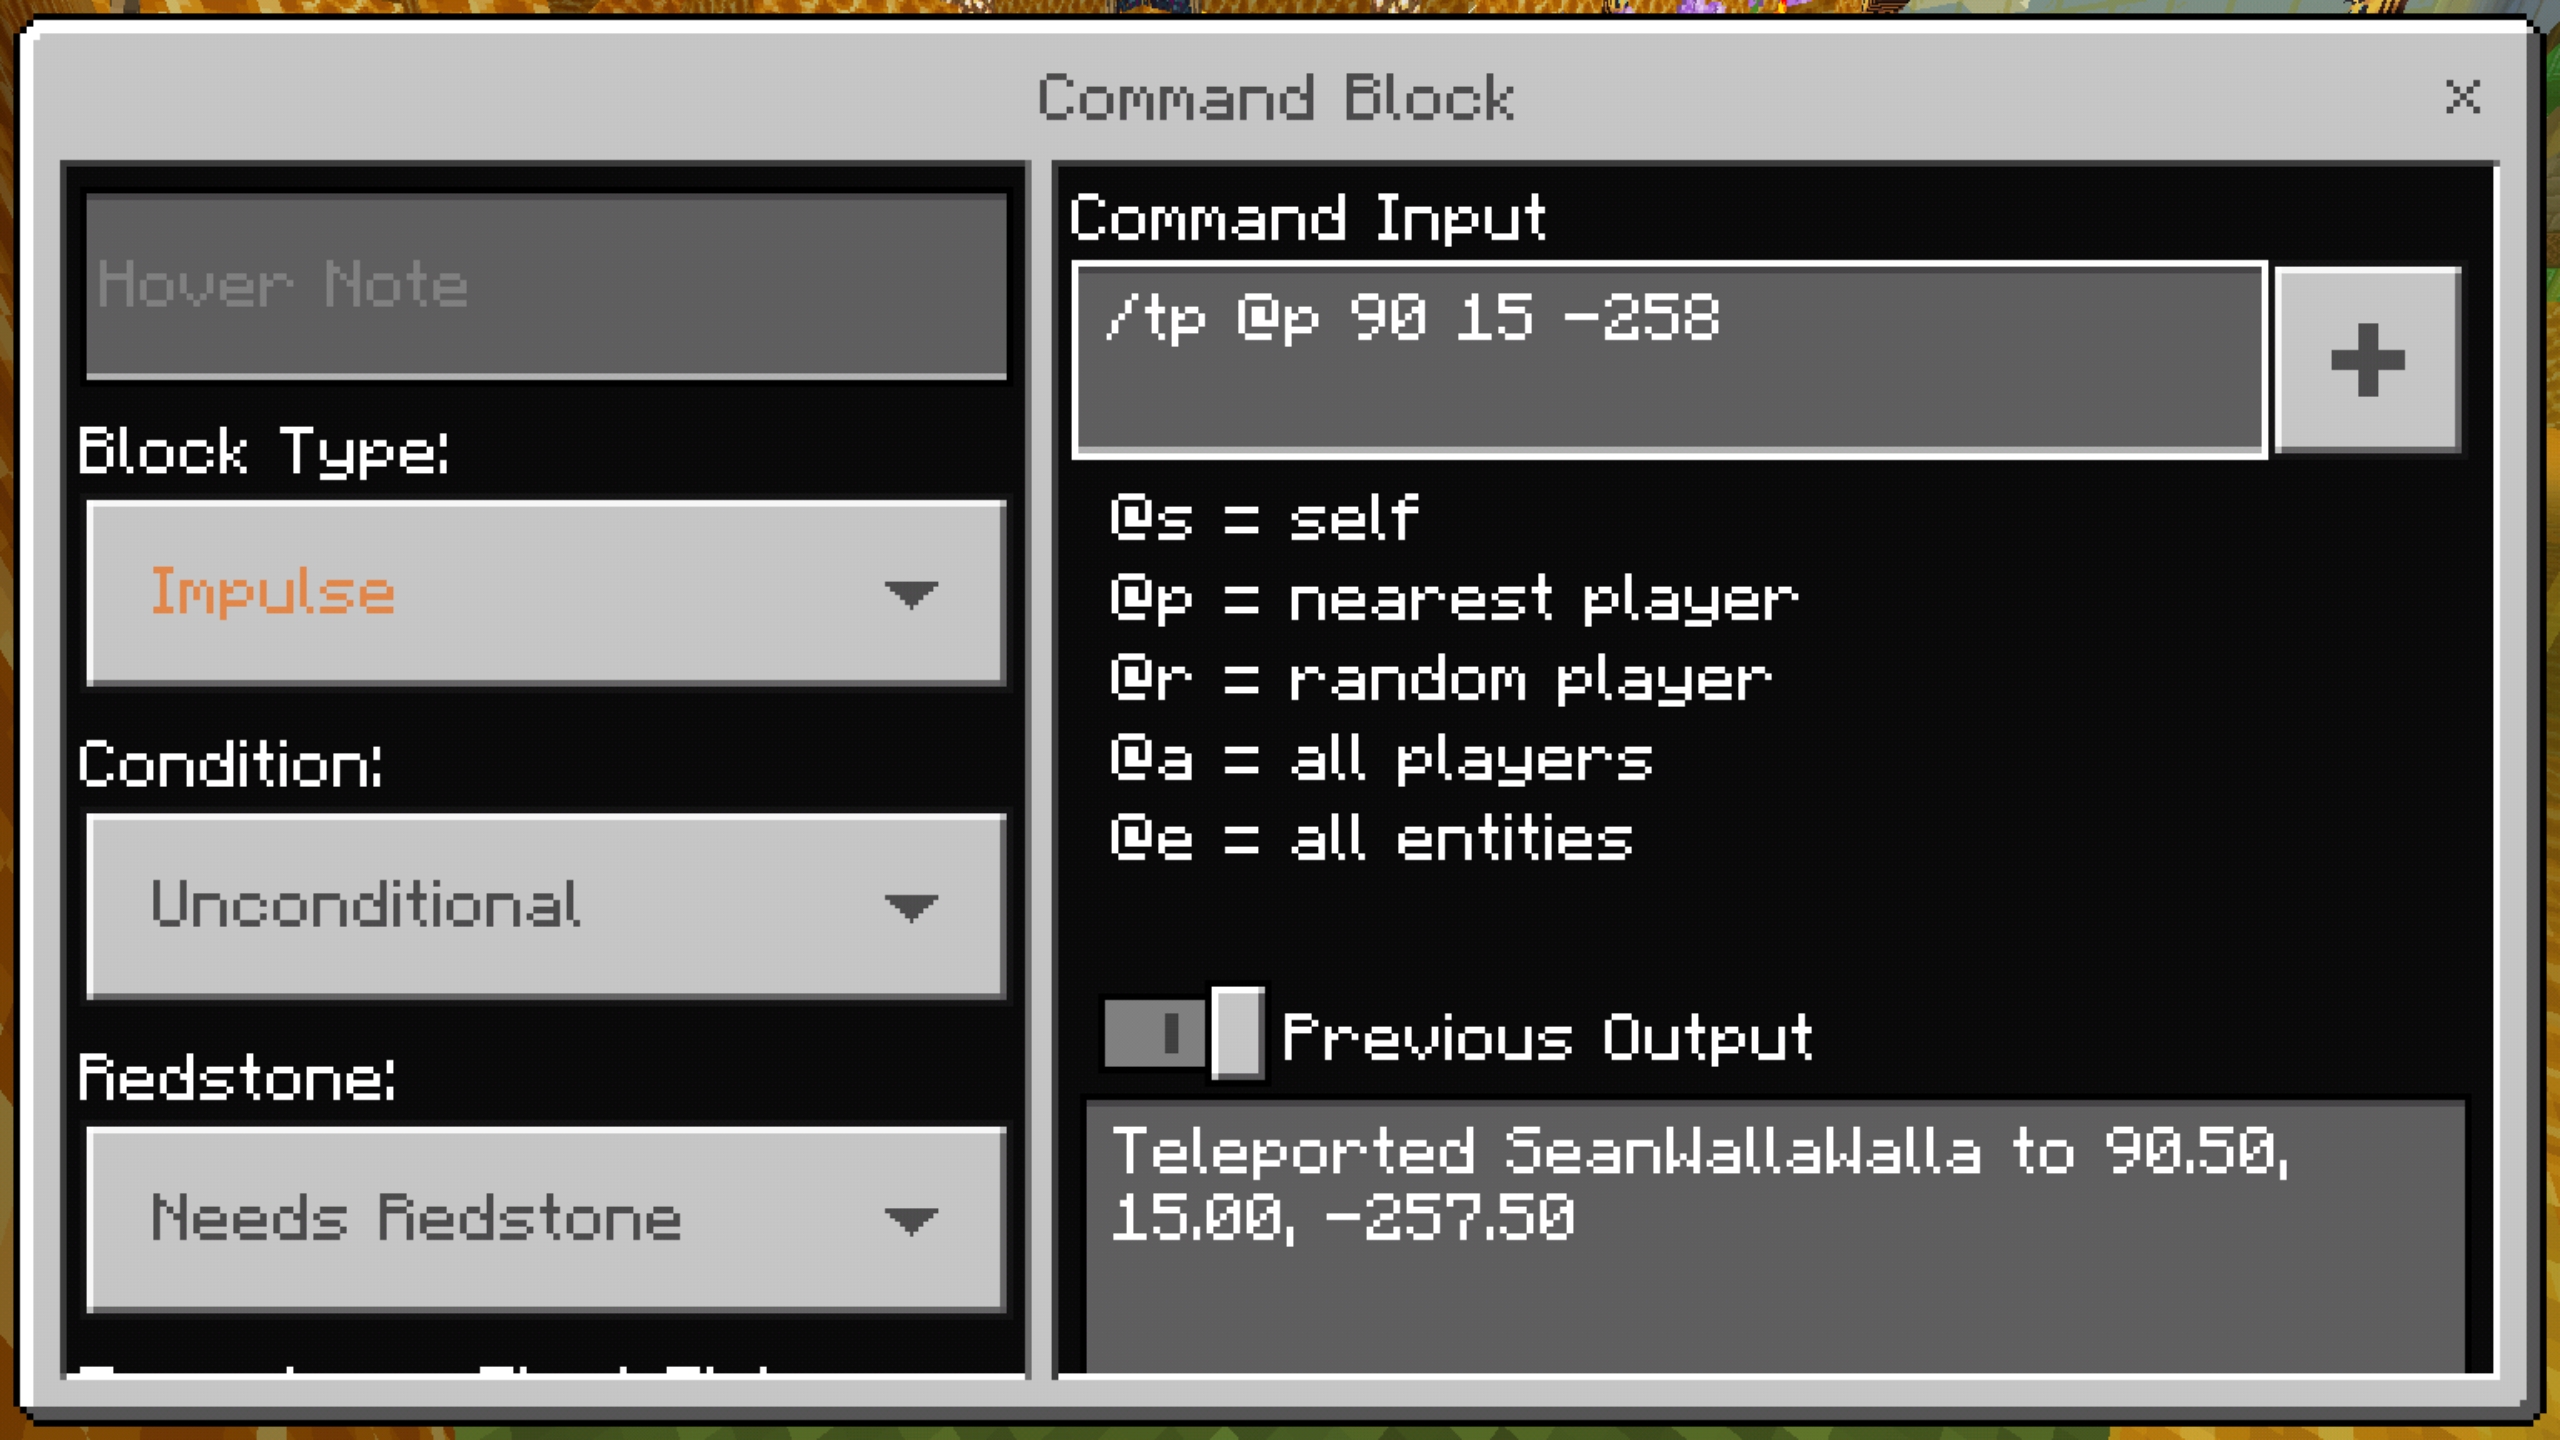 Command Block
Hover Note
Block Type:
Impulse
Condition:
Unconditional
Redstone:
Needs Redstone
Command Input
/tp @p 90 15 -258
@s = self
@p = nearest player
@r = random player
@a = all players
@e = all entities
Previous Output
Teleported SeanWallaWalla to 90.50,
15.00, -257.50